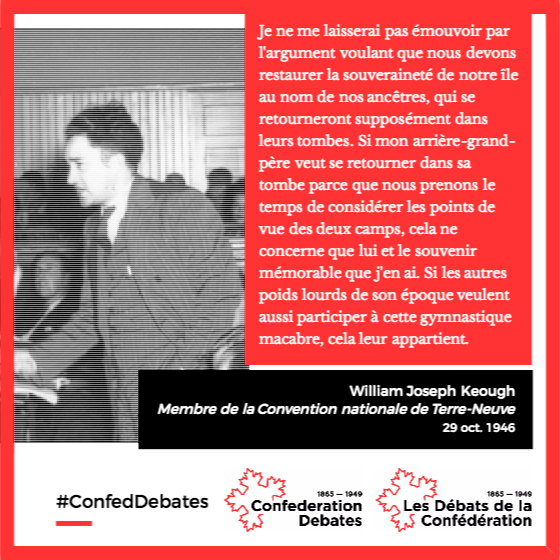 Je ne me laisserai pas émouvoir par
l'argument voulant que nous devons
restaurer la souveraineté de notre île
au nom de nos ancêtres, qui se
retourneront supposément dans
leurs tombes. Si mon arrière-grand-
père veut se retourner dans sa
tombe parce que nous prenons le
temps de considérer les points de
vue des deux camps, cela ne
concerne que lui et le souvenir
mémorable que j'en ai. Si les autres
poids lourds de son époque veulent
aussi participer à cette gymnastique
macabre, cela leur appartient.
William Joseph Keough
Membre de la Convention nationale de Terre-Neuve
29 oct. 1946
#ConfedDebates
1865 — 1949
Confederation
Debates
1865 — 1949
Les Débats de la
Confédération